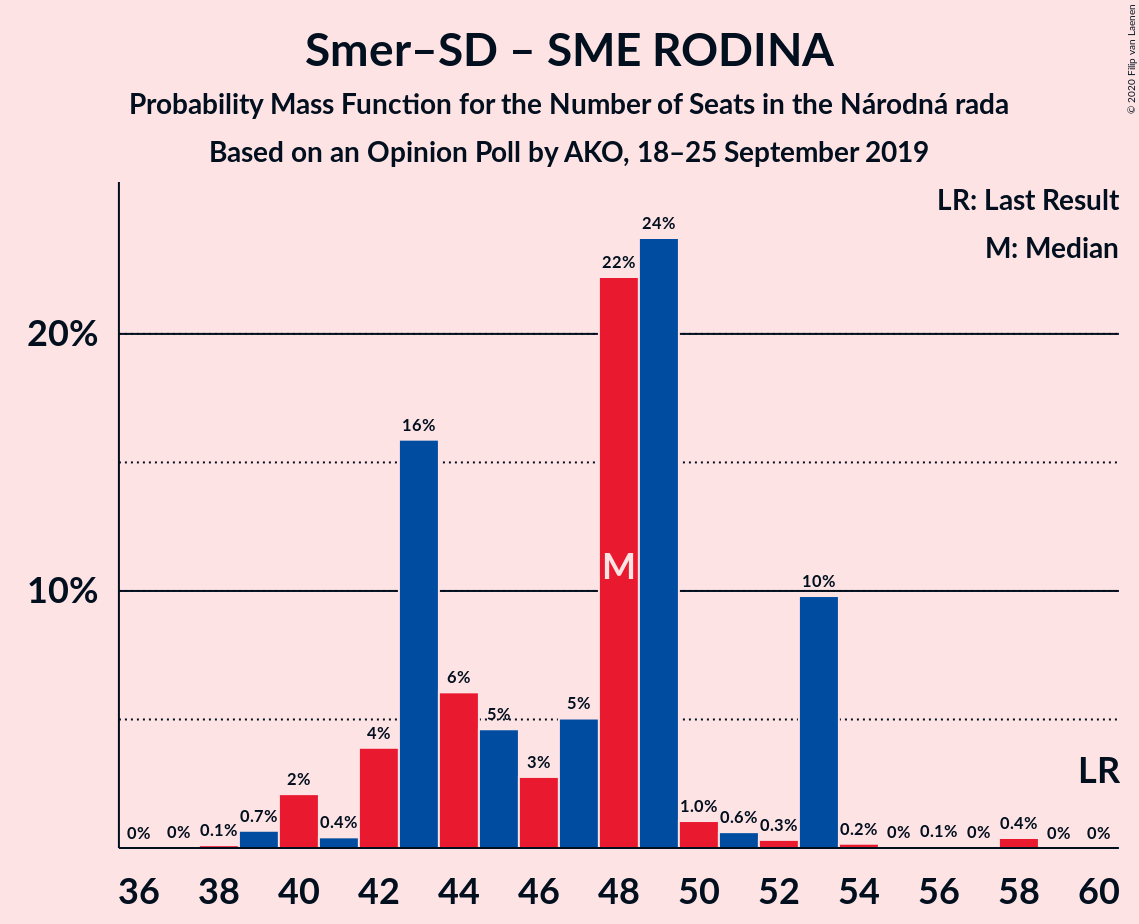 Smer–SD – SME RODINA
Probability Mass Function for the Number of Seats in the Národná rada
Based on an Opinion Poll by AKO, 18–25 September 2019
© 2020 Filip van Laenen
LR: Last Result
M: Median
20%
10%
0% 0% 0.1% 0.7% 2% 0.4% 4% 16% 6% 5% 3% 5% 22% 24% 1.0% 0.6% 0.3% 10% 0.2% 0% 0.1% 0% 0.4% 0% 0%
M
LR
36 38 40 42 44 46 48 50 52 54 56 58 60